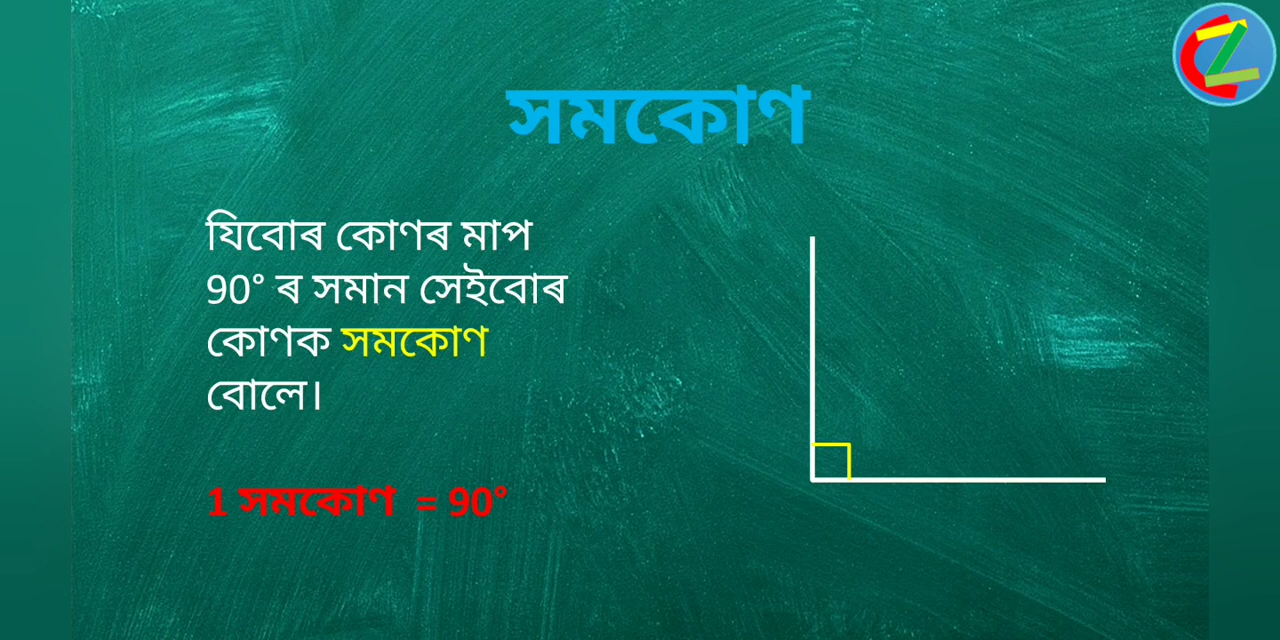 সমকোণ
যিবোৰ কোণৰ মাপ
90° ৰ সমান সেইবোৰ
কোণক সমকোণ
বোলে।
1 সমকোণ = 90°